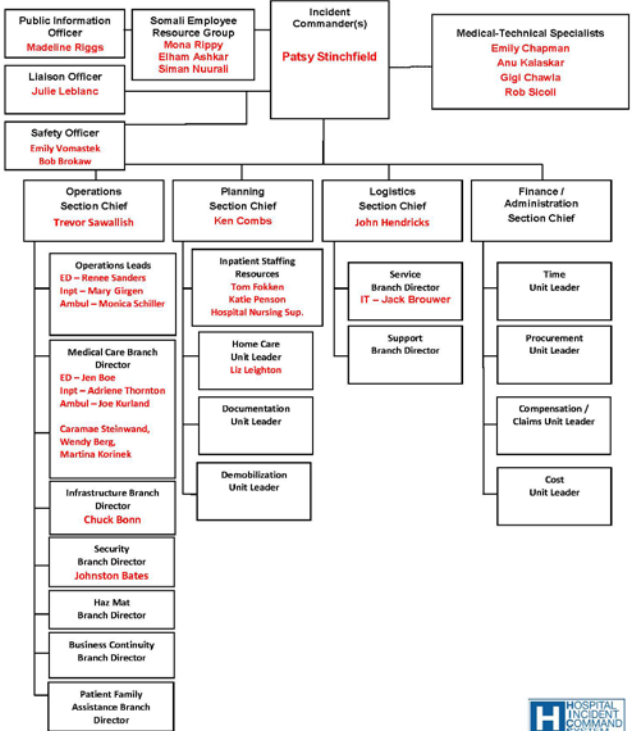 Public Information
Officer
Madeline Riggs
Somali Employee
Resource Group
Mona Rippy
Elham Ashkar
Siman Nuurali
Incident
Commander(s)
Patsy Stinchfield
Medical-Technical Specialists
Emily Chapman
Anu Kalaskar
Gigi Chawla
Rob Sicoli
Liaison Officer
Julie Leblanc
Safety Officer
Emily Vomastek
Bob Brokaw
Operations
Section Chief
Trevor Sawallish
Planning
Section Chief
Ken Combs
Logistics
Section Chief
John Hendricks
Finance /
Administration
Section Chief
Operations Leads
ED – Renee Sanders
Inpt – Mary Girgen
Ambul – Monica Schiller
Medical Care Branch
Director
ED – Jen Boe
Inpt – Adriene Thornton
Ambul – Joe Kurland
Caramae Steinwand,
Wendy Berg,
Martina Korinek
Infrastructure Branch
Director
Chuck Bonn
Security
Branch Director
Johnston Bates
Haz Mat
Branch Director
Business Continuity
Branch Director
Patient Family
Assistance Branch
Director
Inpatient Staffing
Resources
Tom Fokken
Katie Penson
Hospital Nursing Sup.
Home Care
Unit Leader
Liz Leighton
Documentation
Unit Leader
Demobilization
Unit Leader
Service
Branch Director
IT – Jack Brouwer
Support
Branch Director
Time
Unit Leader
Procurement
Unit Leader
Compensation /
Claims Unit Leader
Cost
Unit Leader
H
HOSPITAL
INCIDENT
COMMAND
SYSTEM